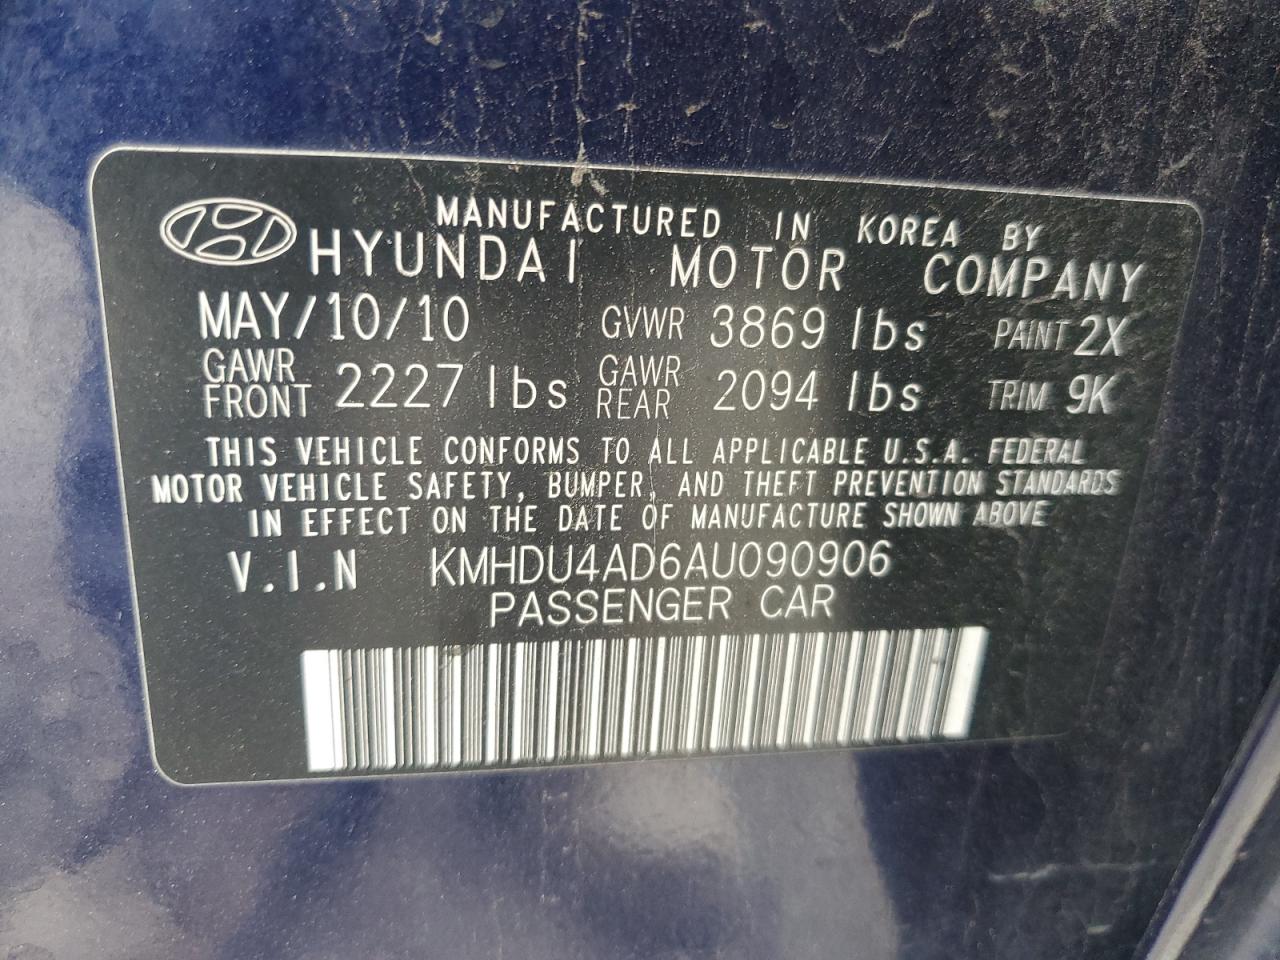 MANUFACTURED IN KOREA BY
HYUNDAI MOTOR COMPANY
MAY/10/10 GVWR 3869 lbs PAINT 2X
GAWR FRONT 2227 lbs GAWR REAR 2094 lbs TRIM 9K
THIS VEHICLE CONFORMS TO ALL APPLICABLE U.S.A. FEDERAL
MOTOR VEHICLE SAFETY, BUMPER, AND THEFT PREVENTION STANDARDS
IN EFFECT ON THE DATE OF MANUFACTURE SHOWN ABOVE
V.I.N KMHDU4AD6AU090906
PASSENGER CAR